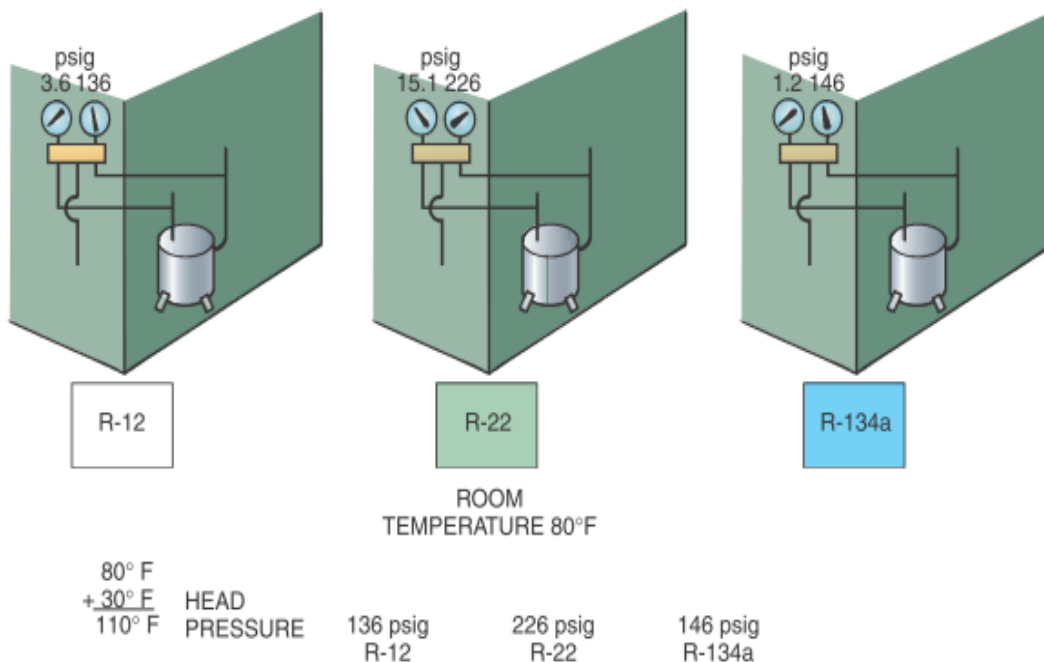 psig
3.6 136
psig
15.1 226
psig
1.2 146
R-12
R-22
R-134a
ROOM
TEMPERATURE 80°F
80° F
+ 30° F
110° F
HEAD
PRESSURE
136 psig
R-12
226 psig
R-22
146 psig
R-134a